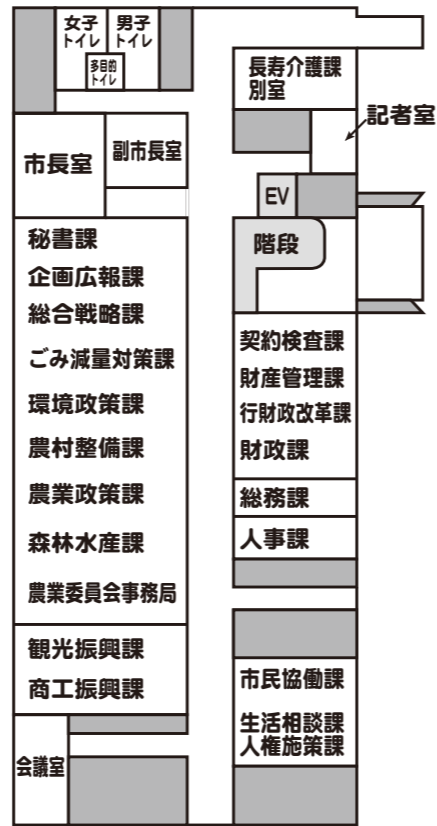 女子
トイレ
男子
トイレ
多目的
トイレ
長寿介護課
別室
記者室
市長室
副市長室
EV
階段
秘書課
企画広報課
総合戦略課
ごみ減量対策課
環境政策課
農村整備課
農業政策課
森林水産課
農業委員会事務局
契約検査課
財産管理課
行財政改革課
財政課
総務課
人事課
観光振興課
商工振興課
市民協働課
生活相談課
人権施策課
会議室